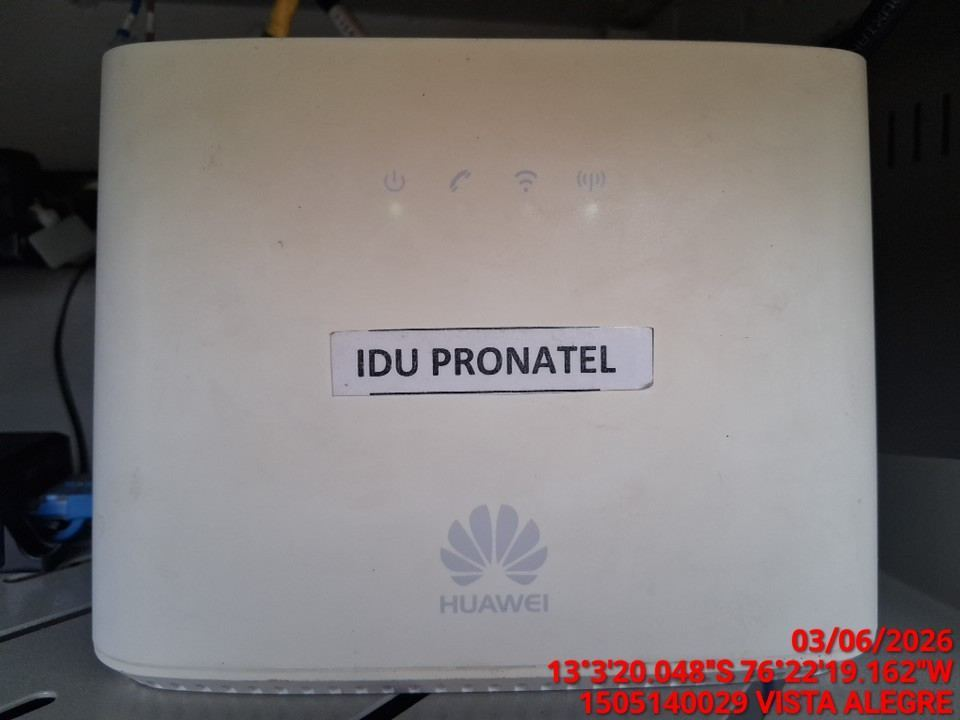 IDU PRONATEL
HUAWEI
03/06/2026
13°3'20.048"S 76°22'19.162"W
1505140029 VISTA ALEGRE